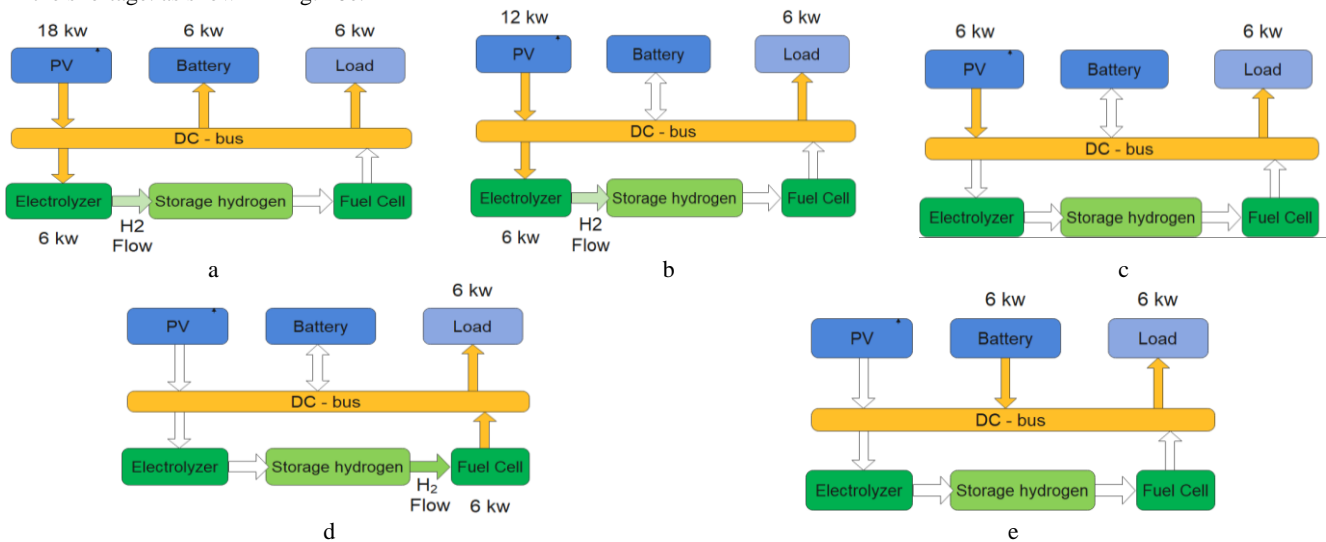 18 kw 6 kw 6 kw
PV Battery Load
DC - bus
Electrolyzer Storage hydrogen Fuel Cell
6 kw H2
Flow
a
12 kw 6 kw
PV Battery Load
DC - bus
Electrolyzer Storage hydrogen Fuel Cell
6 kw H2
Flow
b
6 kw 6 kw
PV Battery Load
DC - bus
Electrolyzer Storage hydrogen Fuel Cell
c
6 kw
PV Battery Load
DC - bus
Electrolyzer Storage hydrogen Fuel Cell
H₂
Flow 6 kw
d
6 kw 6 kw
PV Battery Load
DC - bus
Electrolyzer Storage hydrogen Fuel Cell
e